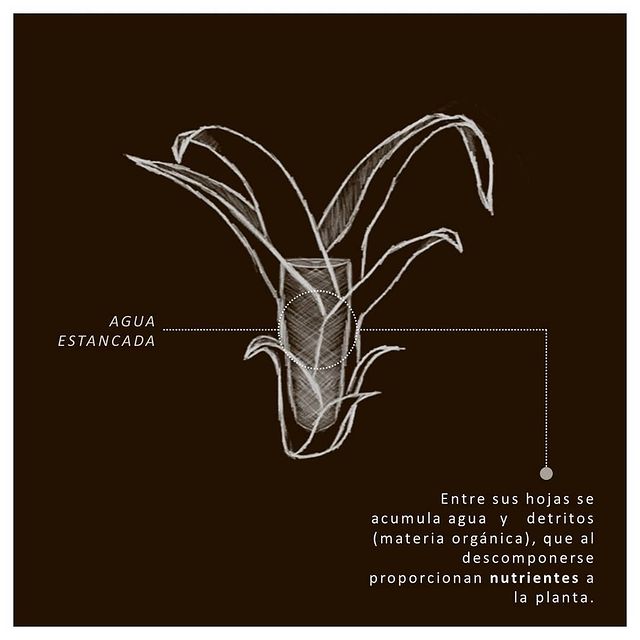 AGUA
ESTANCADA
Entre sus hojas se
acumula agua y detritos
(materia orgánica), que al
descomponerse
proporcionan nutrientes a
la planta.